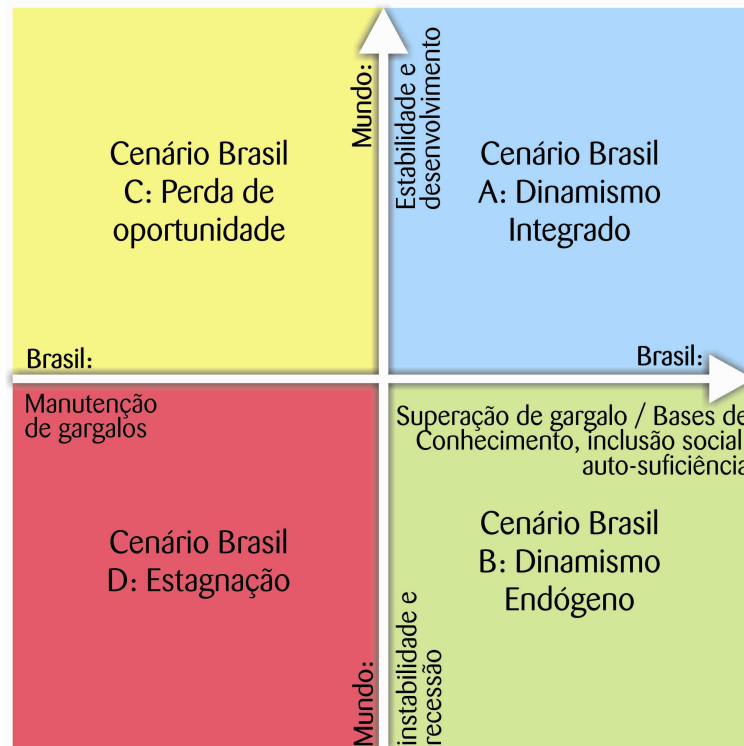 Mundo:
Estabilidade e
desenvolvimento
Cenário Brasil
C: Perda de
oportunidade
Cenário Brasil
A: Dinamismo
Integrado
Brasil:
Brasil:
Manutenção
de gargalos
Superação de gargalo / Bases de
Conhecimento, inclusão social,
auto-suficiência
Cenário Brasil
D: Estagnação
Cenário Brasil
B: Dinamismo
Endógeno
Mundo:
instabilidade e
recessão